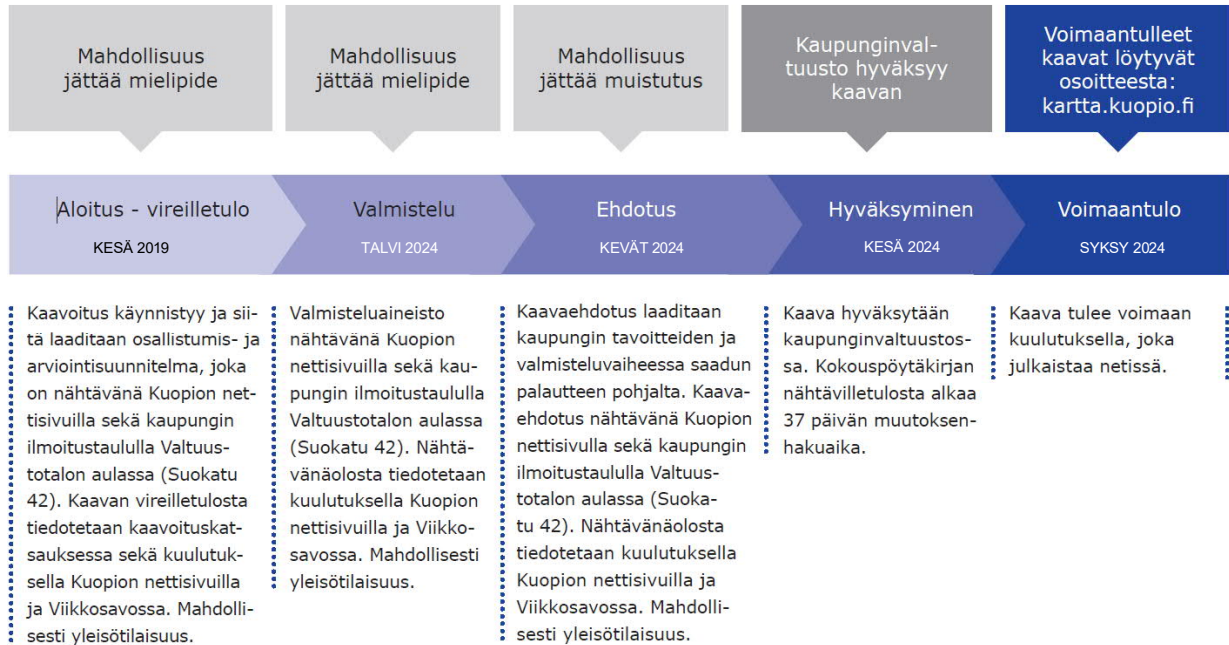 Mahdollisuus
jättää mielipide
Mahdollisuus
jättää mielipide
Mahdollisuus
jättää muistutus
Kaupunginval-
tuusto hyväksyy
kaavan
Voimaantulleet
kaavat löytyvät
osoitteesta:
kartta.kuopio.fi
Aloitus - vireilletulo
KESÄ 2019
Valmistelu
TALVI 2024
Ehdotus
KEVÄT 2024
Hyväksyminen
KESÄ 2024
Voimaantulo
SYKSY 2024
Kaavoitus käynnistyy ja sii-
tä laaditaan osallistumis- ja
arviointisuunnitelma, joka
on nähtävänä Kuopion net-
tisivuilla sekä kaupungin
ilmoitustaululla Valtuus-
totalon aulassa (Suokatu
42). Kaavan vireilletulosta
tiedotetaan kaavoituskat-
sauksessa sekä kuulutuk-
sella Kuopion nettisivuilla
ja Viikkosavossa. Mahdolli-
sesti yleisötilaisuus.
Valmisteluaineisto
nähtävänä Kuopion
nettisivuilla sekä kau-
pungin ilmoitustaululla
Valtuustotalon aulassa
(Suokatu 42). Nähtä-
vänäolosta tiedotetaan
kuulutuksella Kuopion
nettisivuilla ja Viikko-
savossa. Mahdollisesti
yleisötilaisuus.
Kaavaehdotus laaditaan
kaupungin tavoitteiden ja
valmisteluvaiheessa saadun
palautteen pohjalta. Kaava-
ehdotus nähtävänä Kuopion
nettisivulla sekä kaupungin
ilmoitustaululla Valtuus-
totalon aulassa (Suoka-
tu 42). Nähtävänäolosta
tiedotetaan kuulutuksella
Kuopion nettisivuilla ja
Viikkosavossa. Mahdolli-
sesti yleisötilaisuus.
Kaava hyväksytään
kaupunginvaltuustos-
sa. Kokouspöytäkirjan
nähtävilletulosta alkaa
37 päivän muutoksen-
hakuaika.
Kaava tulee voimaan
kuulutuksella, joka
julkaistaa netissä.